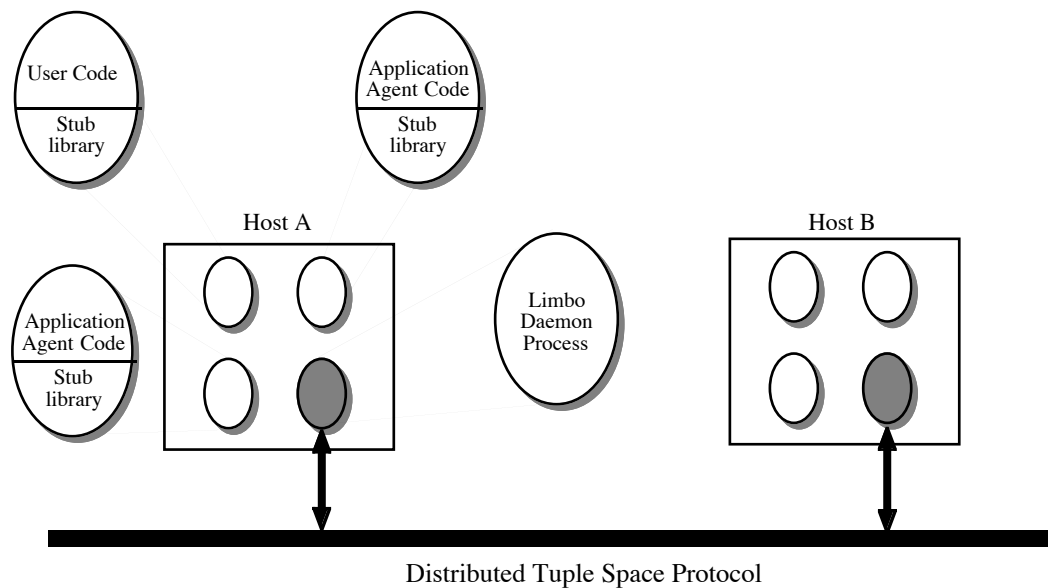 User Code
Stub
library
Application
Agent Code
Stub
library
Host A
Host B
Application
Agent Code
Stub
library
Limbo
Daemon
Process
Distributed Tuple Space Protocol